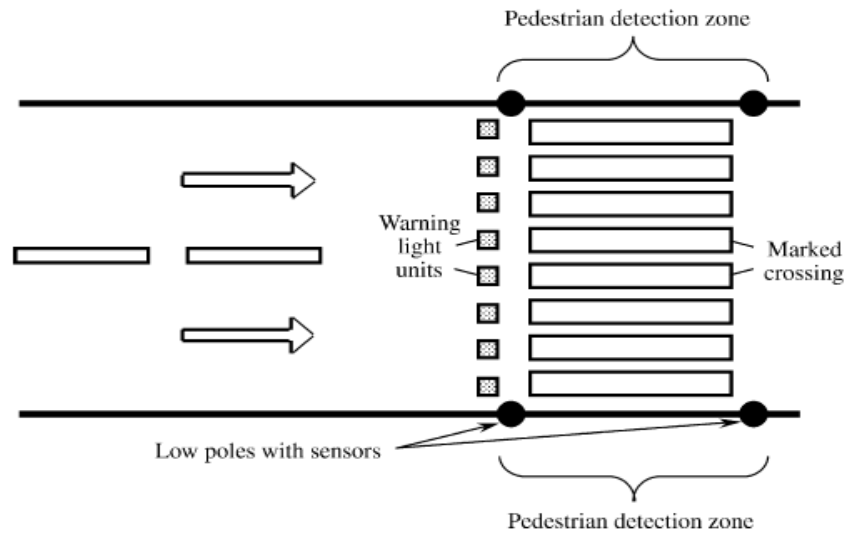 Pedestrian detection zone
Warning
light
units
Marked
crossing
Low poles with sensors
Pedestrian detection zone